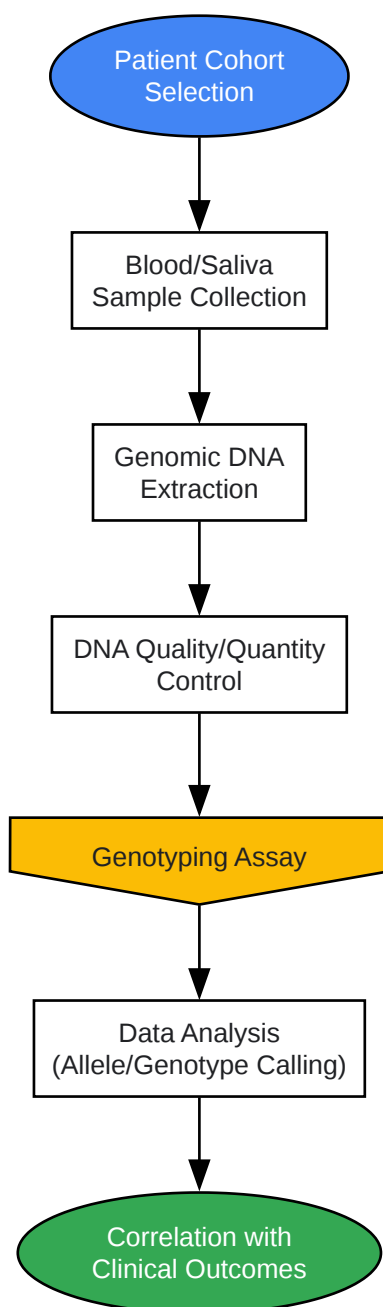 Patient Cohort
Selection
Blood/Saliva
Sample Collection
Genomic DNA
Extraction
DNA Quality/Quantity
Control
Genotyping Assay
Data Analysis
(Allele/Genotype Calling)
Correlation with
Clinical Outcomes